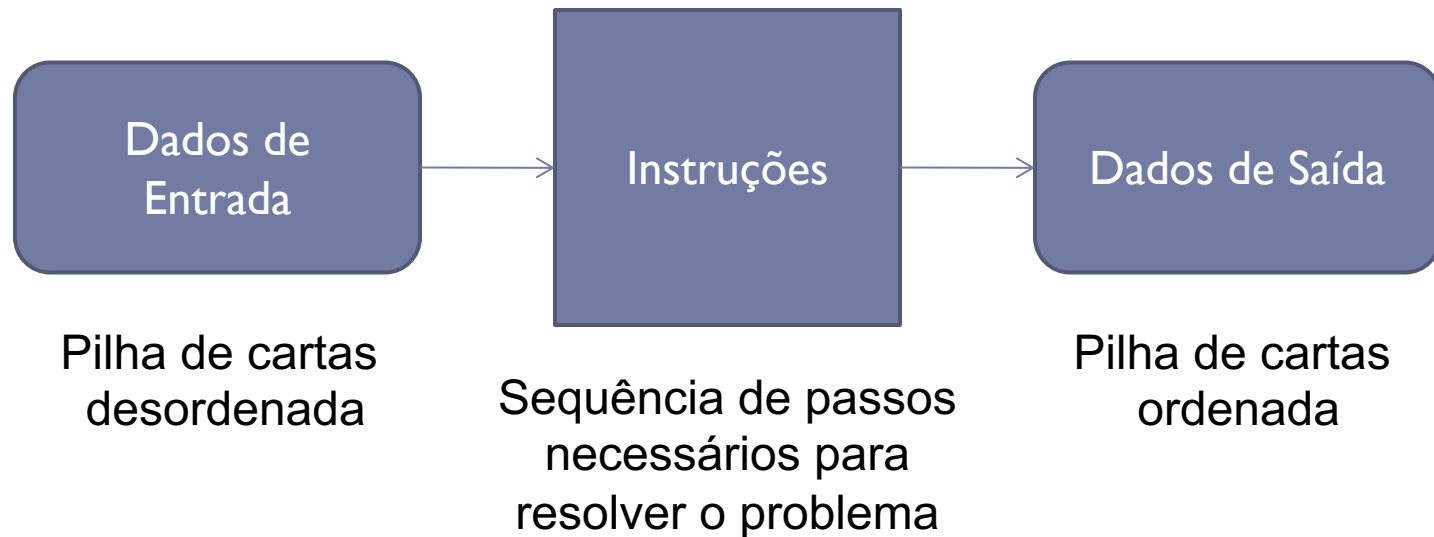 Dados de
Entrada
Instruções
Dados de Saída
Pilha de cartas
desordenada
Sequência de passos
necessários para
resolver o problema
Pilha de cartas
ordenada